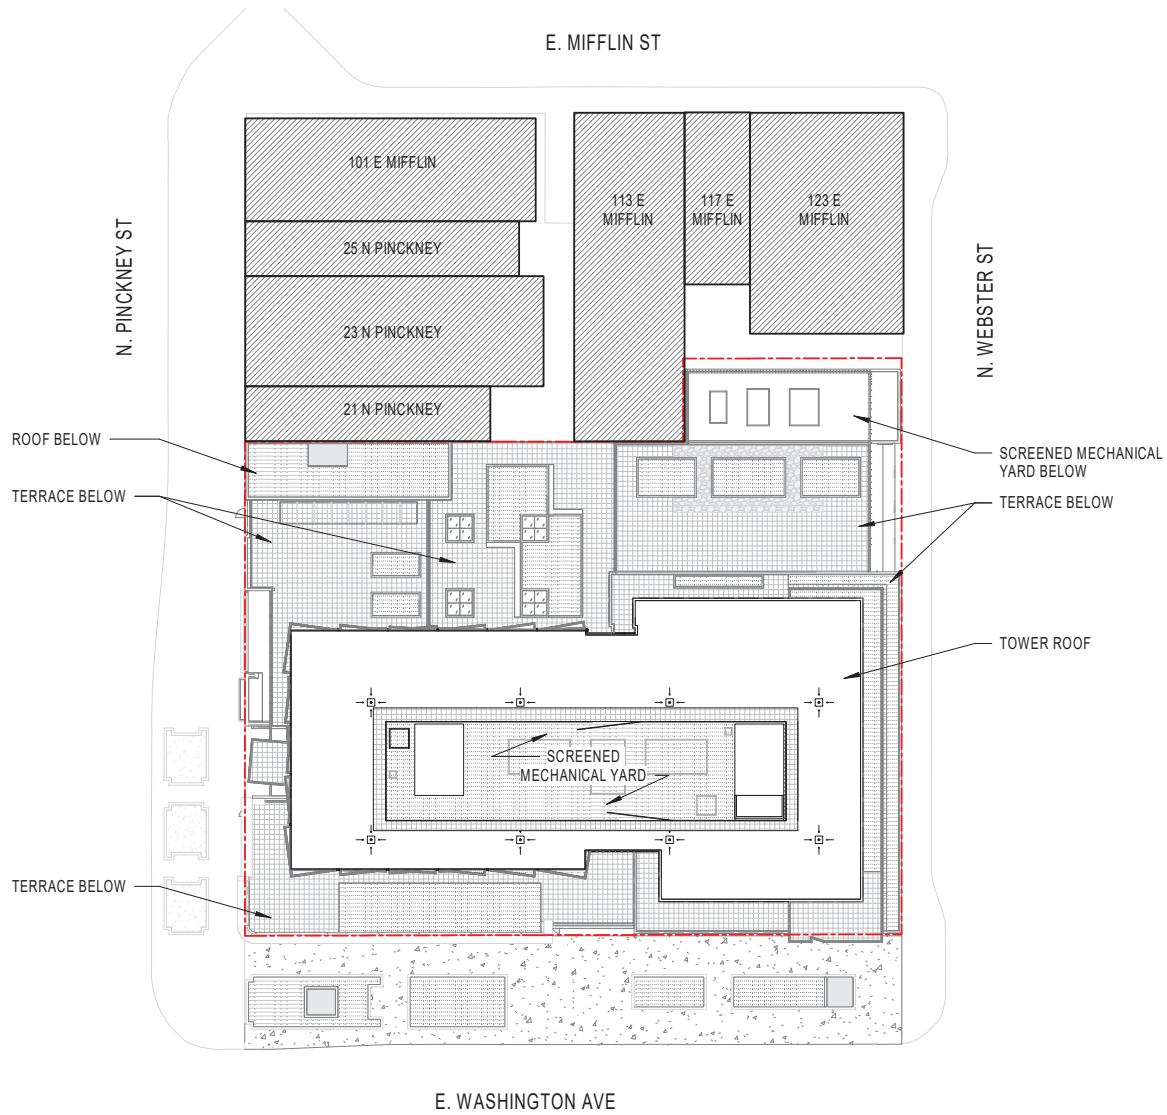 E. MIFFLIN ST
101 E MIFFLIN
113 E
MIFFLIN
117 E
MIFFLIN
123 E
MIFFLIN
25 N PINCKNEY
N. PINCKNEY ST
N. WEBSTER ST
23 N PINCKNEY
21 N PINCKNEY
ROOF BELOW
SCREENED MECHANICAL
YARD BELOW
TERRACE BELOW
TERRACE BELOW
TOWER ROOF
SCREENED
MECHANICAL YARD
TERRACE BELOW
E. WASHINGTON AVE